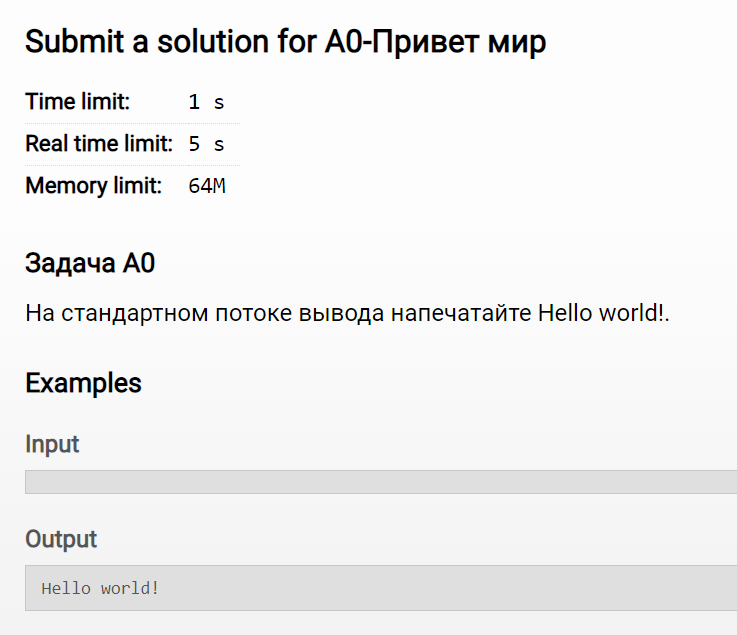 Submit a solution for A0-Привет мир
Time limit: 1 s
Real time limit: 5 s
Memory limit: 64M
Задача A0
На стандартном потоке вывода напечатайте Hello world!.
Examples
Input
Output
Hello world!